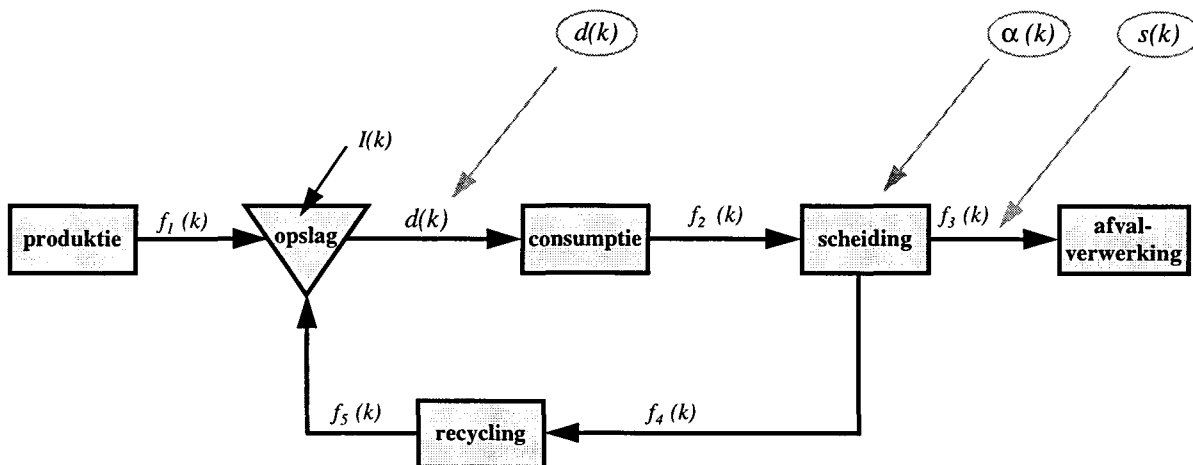 d(k)
α (k)
s(k)
I(k)
produktie
f₁ (k)
opslag
d(k)
consumptie
f₂ (k)
scheiding
f₃ (k)
afval-
verwerking
f₅ (k)
recycling
f₄ (k)